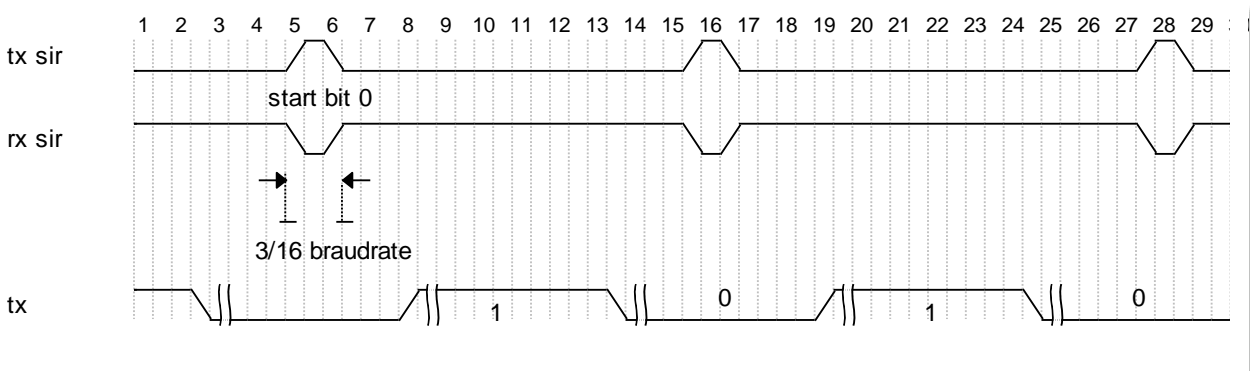 1 2 3 4 5 6 7 8 9 10 11 12 13 14 15 16 17 18 19 20 21 22 23 24 25 26 27 28 29
tx sir
start bit 0
rx sir
3/16 braudrate
tx 1 0 1 0